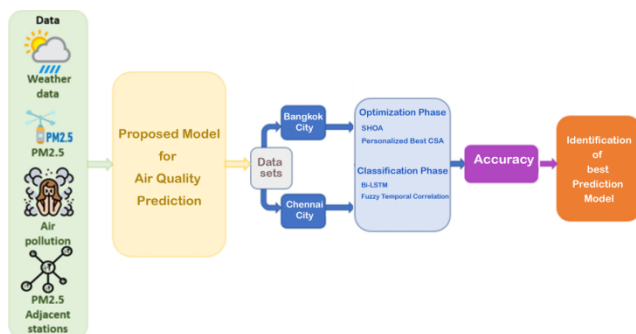 Data
Weather
data
PM2.5
PM2.5
Air
pollution
PM2.5
Adjacent
stations
Proposed Model
for
Air Quality
Prediction
Data
sets
Bangkok
City
Chennai
City
Optimization Phase
SHOA
Personalized Best CSA
Classification Phase
Bi-LSTM
Fuzzy Temporal Correlation
Accuracy
Identification
of
best
Prediction
Model